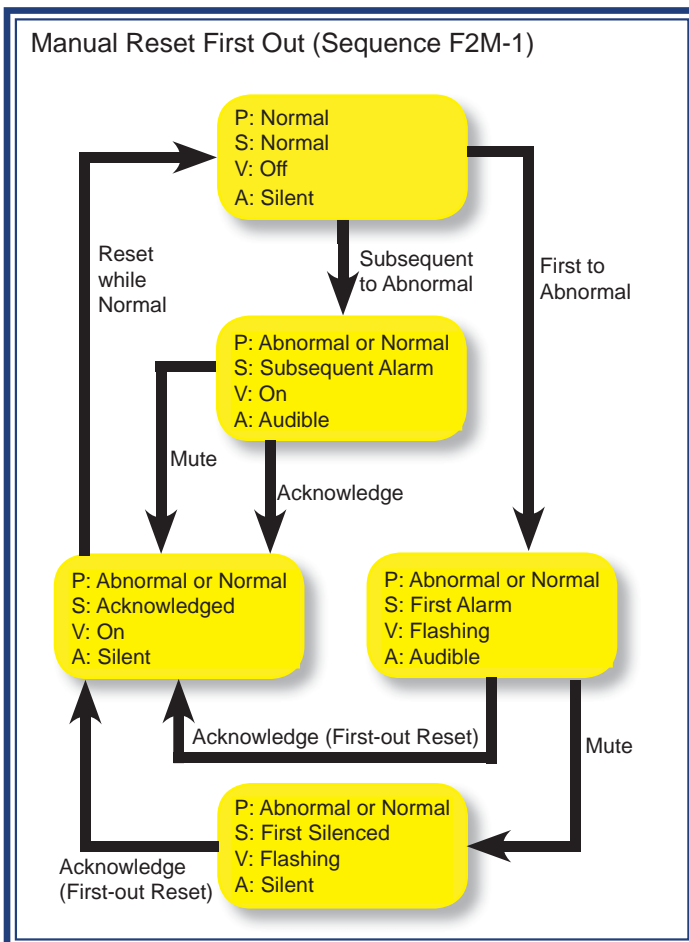 Manual Reset First Out (Sequence F2M-1)
P: Normal
S: Normal
V: Off
A: Silent
Reset
while
Normal
Subsequent
to Abnormal
First to
Abnormal
P: Abnormal or Normal
S: Subsequent Alarm
V: On
A: Audible
Mute
Acknowledge
P: Abnormal or Normal
S: Acknowledged
V: On
A: Silent
P: Abnormal or Normal
S: First Alarm
V: Flashing
A: Audible
Acknowledge (First-out Reset)
Mute
P: Abnormal or Normal
S: First Silenced
V: Flashing
A: Silent
Acknowledge
(First-out Reset)